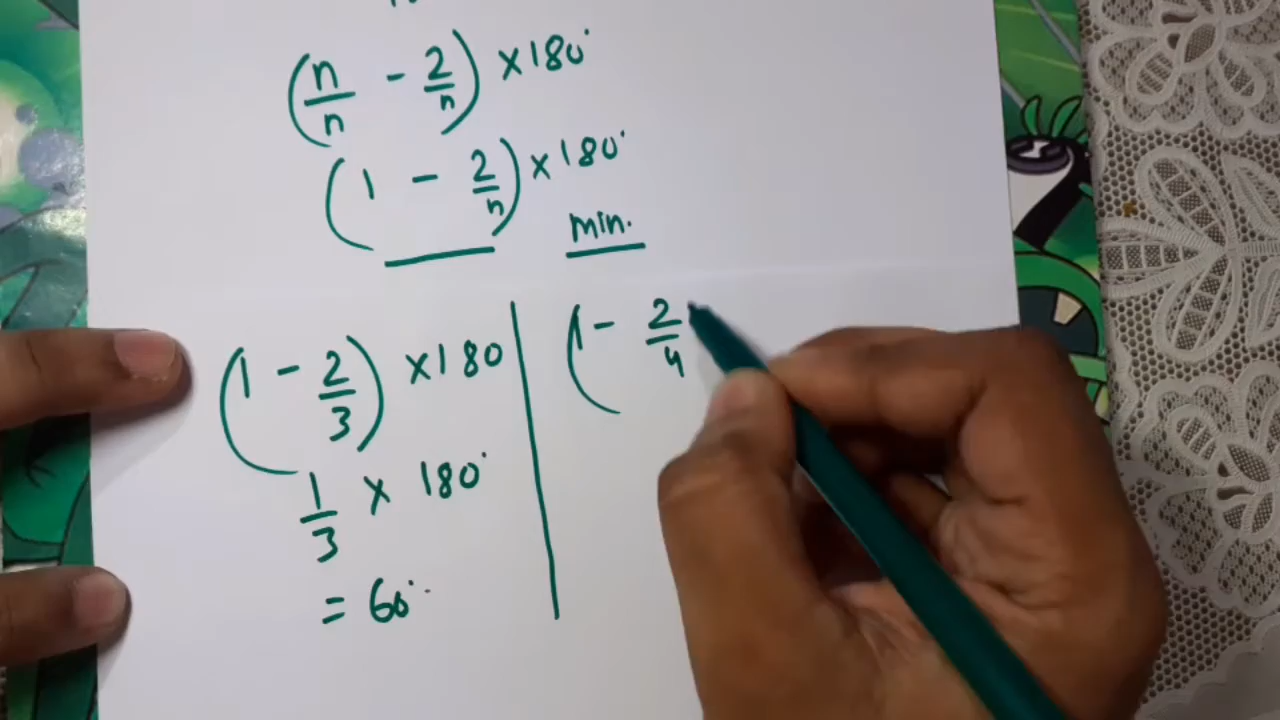 (n/n - 2/n) × 180°
(1 - 2/n) × 180°
min.
(1 - 2/3) × 180
1/3 × 180°
= 60°
(1 - 2/4